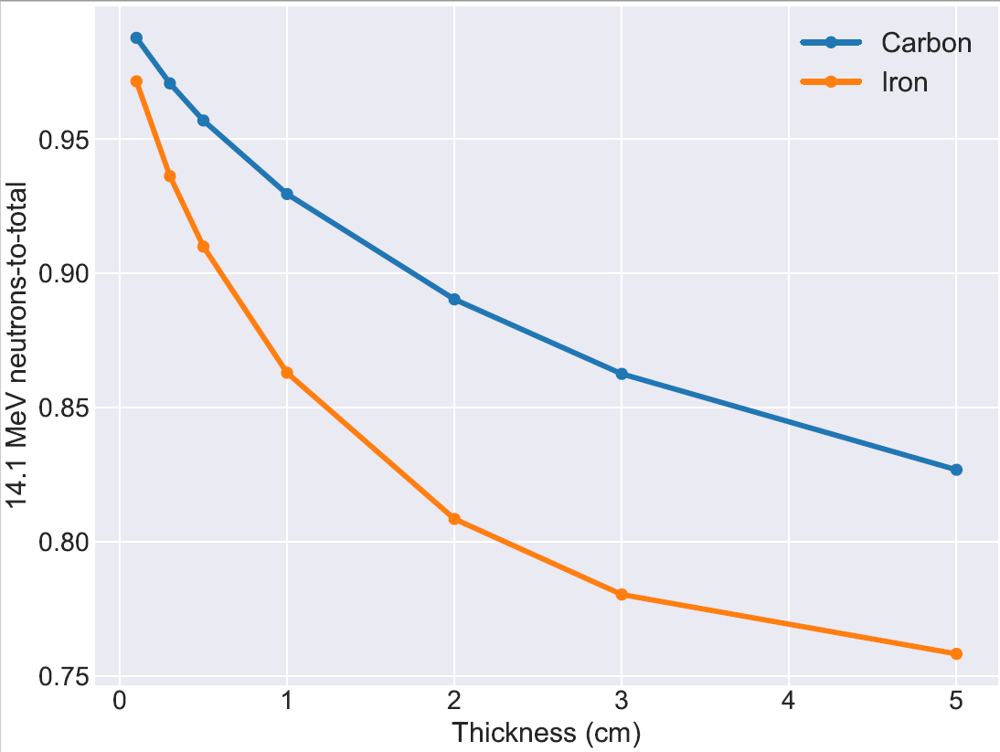 Carbon
Iron
14.1 MeV neutrons-to-total
0.95
0.90
0.85
0.80
0.75
0 1 2 3 4 5
Thickness (cm)